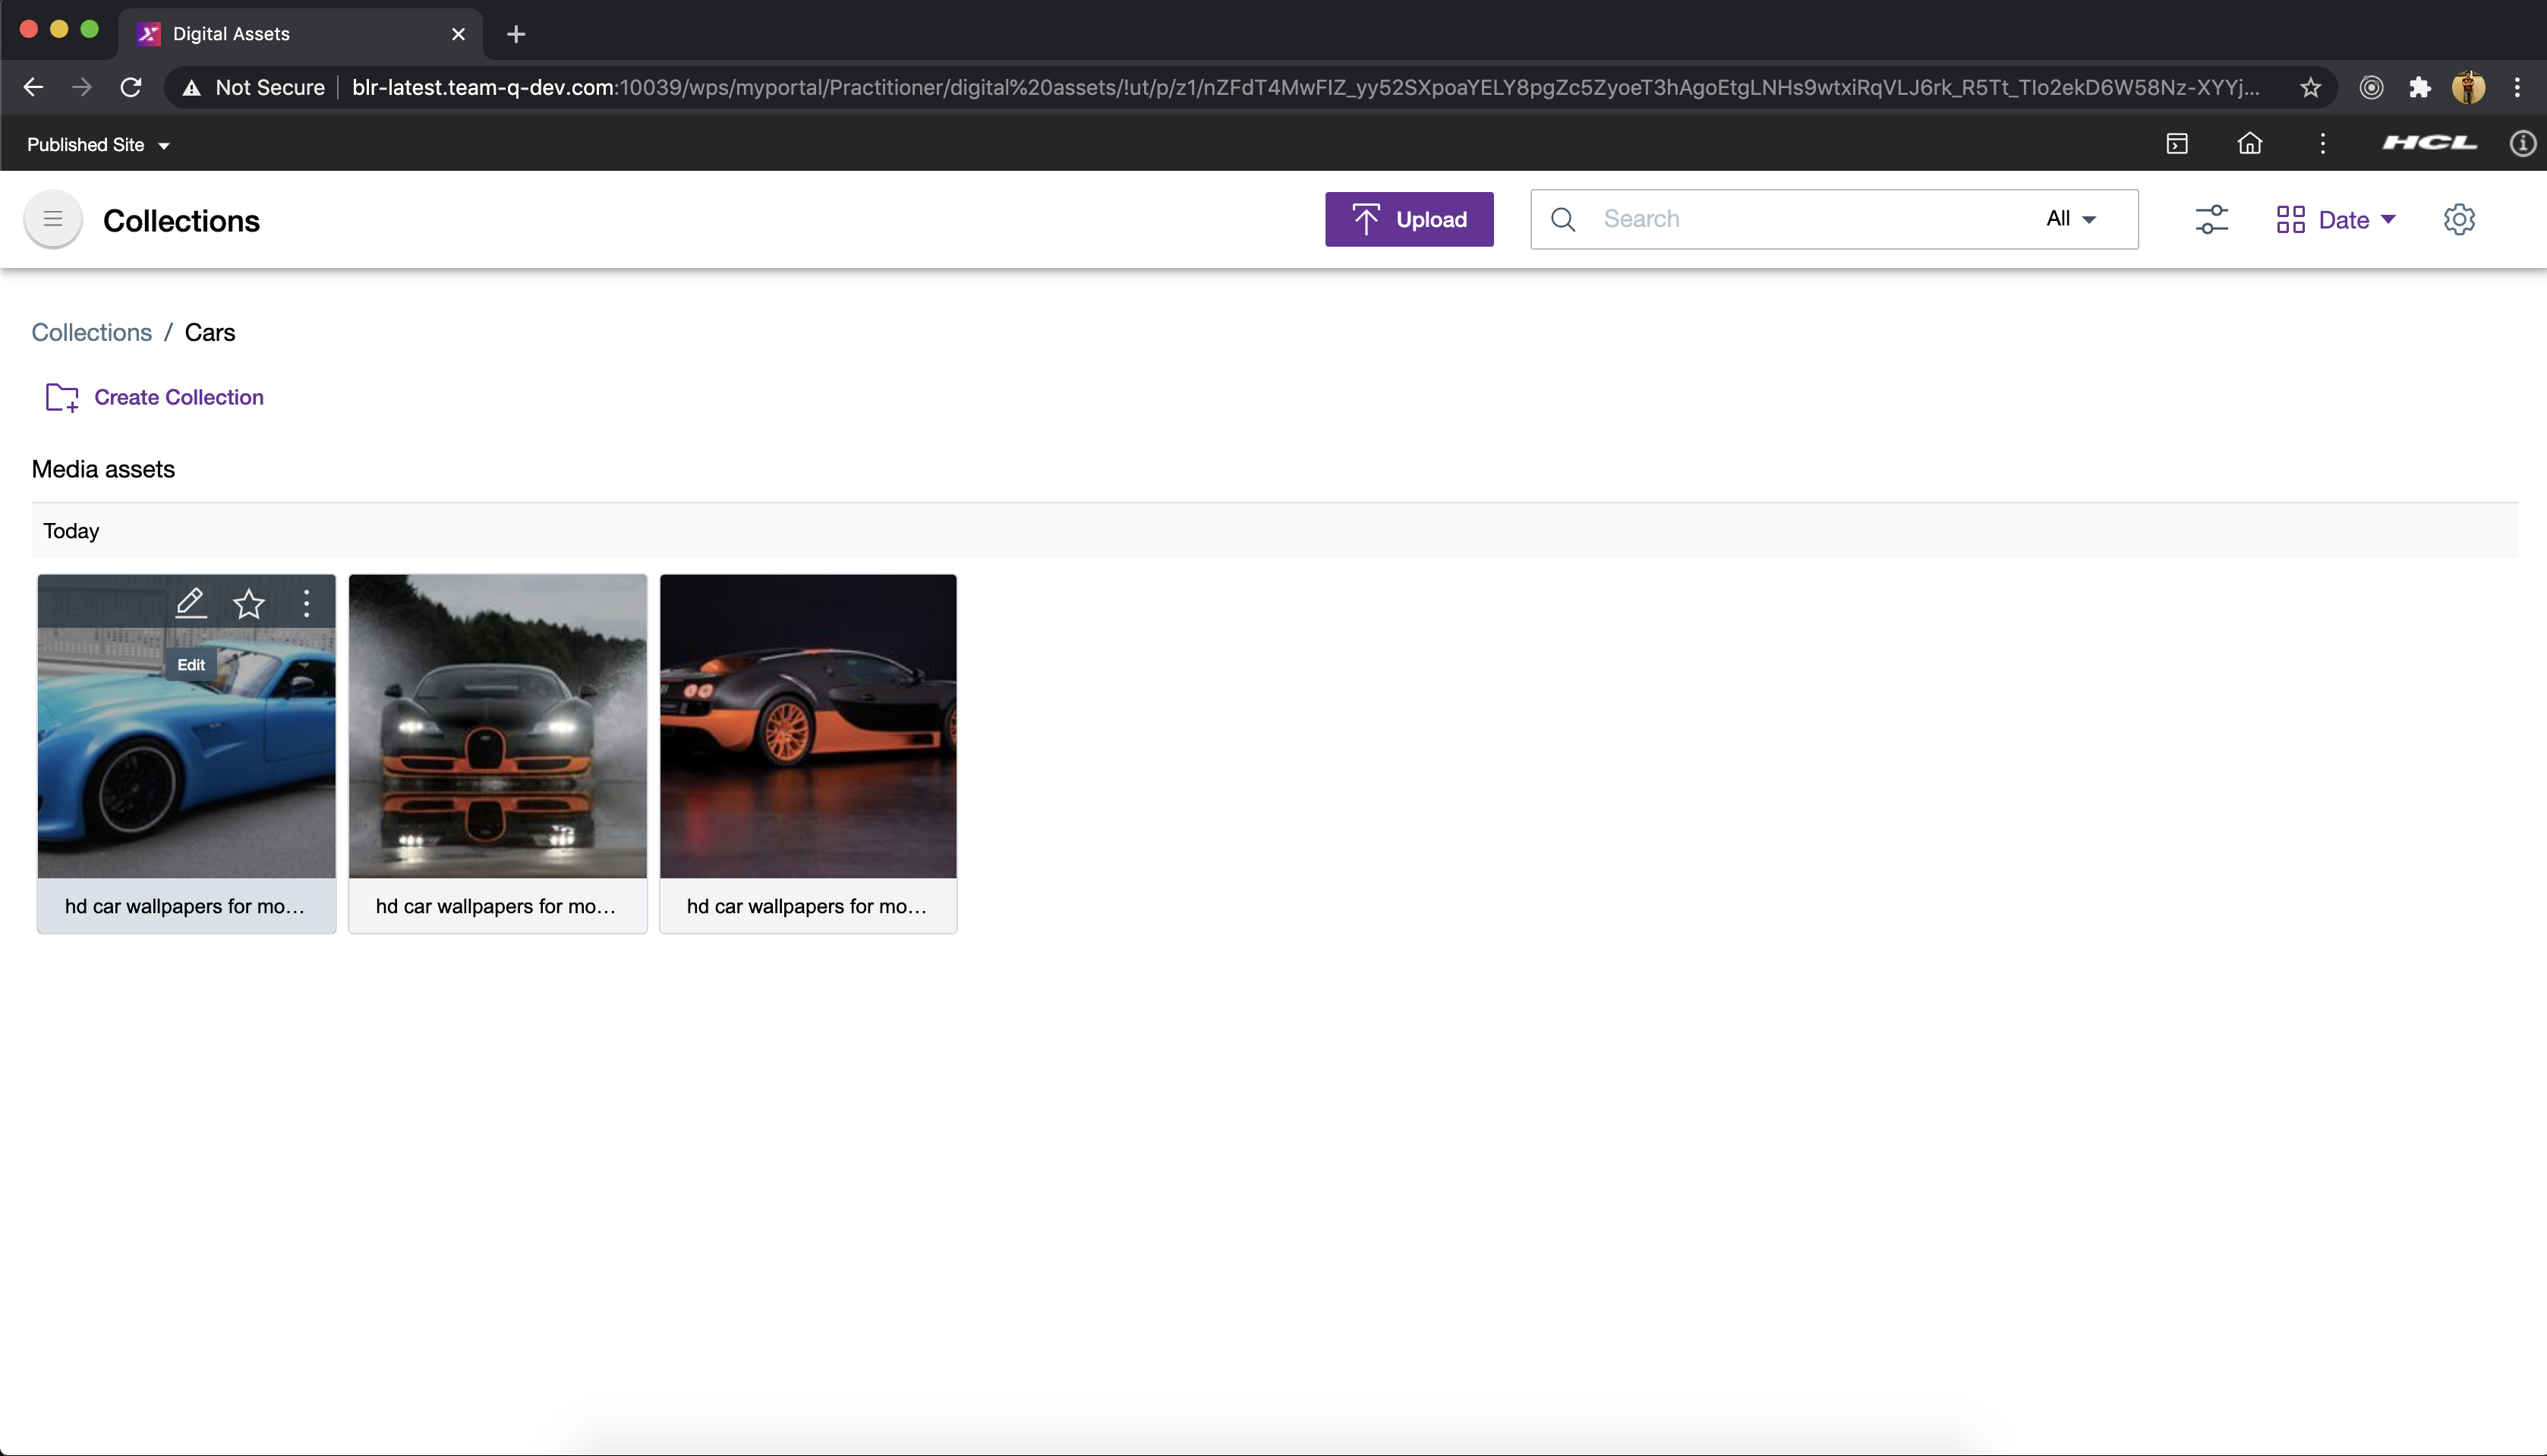 Digital Assets
Not Secure
blr-latest.team-q-dev.com:10039/wps/myportal/Practitioner/digital%20assets/!ut/p/z1/nZFdT4MwFIZ_yy52SXpoaYELY8pgZc5ZyoeT3hAgoEtgLNHs9wtxiRqVLJ6rk_R5Tt_Tlo2ekD6W58Nz-XYYj...
Published Site
HCL
Collections
Upload
Search
All
Date
Collections / Cars
Create Collection
Media assets
Today
Edit
hd car wallpapers for mo...
hd car wallpapers for mo...
hd car wallpapers for mo...